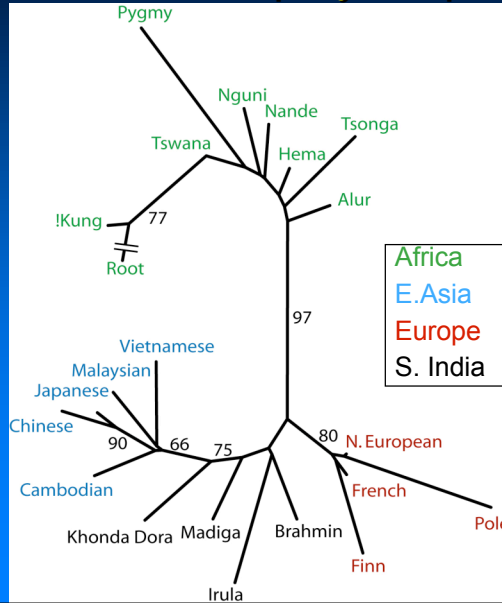 Pygmy
Nguni
Nande
Tsonga
Tswana
Hema
Alur
!Kung
77
Root
Africa
E.Asia
Europe
S. India
97
Vietnamese
Malaysian
Japanese
Chinese
90
66
75
80
N. European
Cambodian
French
Khonda Dora
Madiga
Brahmin
Pole
Finn
Irula